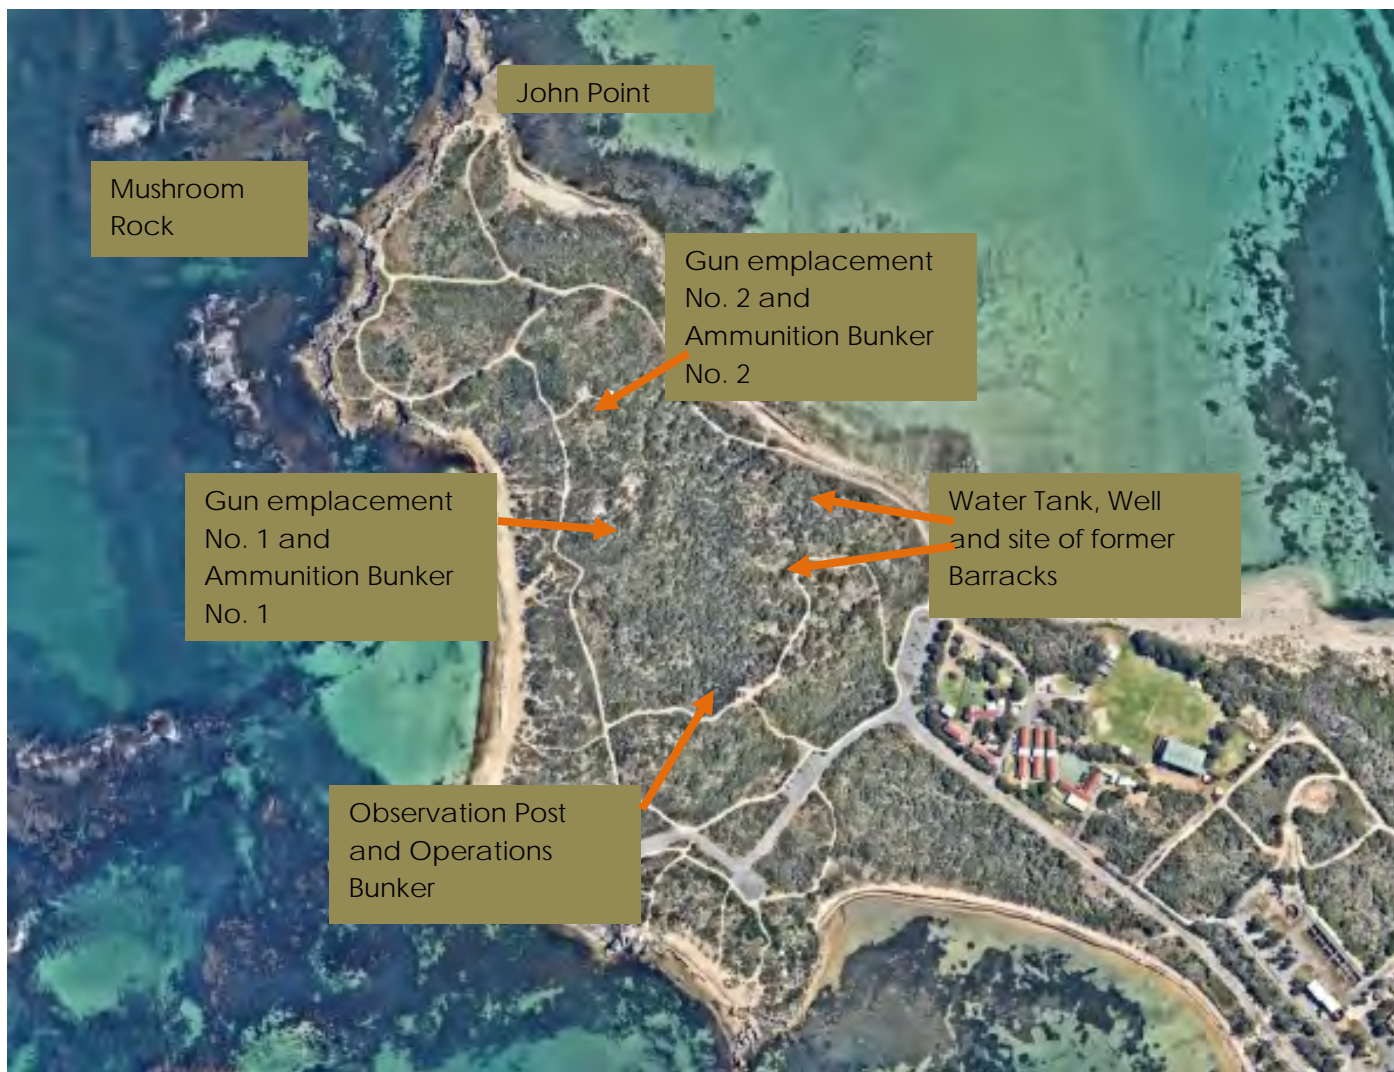 John Point
Mushroom
Rock
Gun emplacement
No. 2 and
Ammunition Bunker
No. 2
Gun emplacement
No. 1 and
Ammunition Bunker
No. 1
Water Tank, Well
and site of former
Barracks
Observation Post
and Operations
Bunker